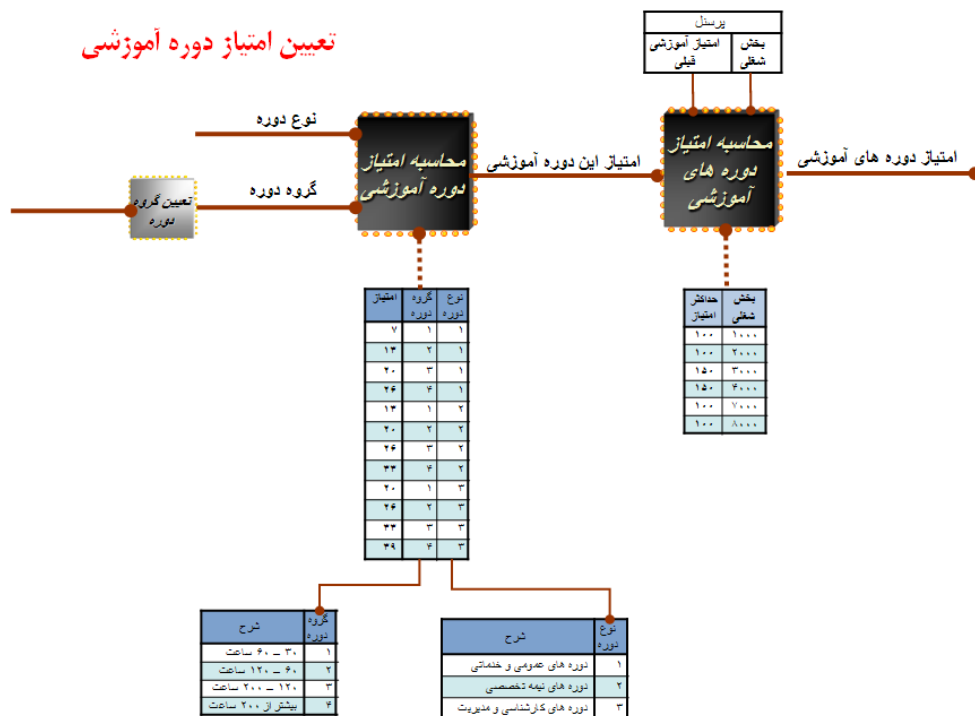 تعیین امتیاز دوره آموزشی
پرسنل
بخش شغلی	امتیاز آموزشی قبلی
نوع دوره
گروه دوره
تعیین گروه دوره
محاسبه امتیاز دوره آموزشی
امتیاز این دوره آموزشی
محاسبه امتیاز دوره های آموزشی
امتیاز دوره های آموزشی
بخش شغلی	حداکثر امتیاز
۱۰۰۰	۱۰۰
۲۰۰۰	۱۰۰
۳۰۰۰	۱۵۰
۴۰۰۰	۱۵۰
۷۰۰۰	۱۰۰
۸۰۰۰	۱۰۰
نوع دوره	گروه دوره	امتیاز
۱	۱	۷
۱	۲	۱۳
۱	۳	۲۰
۱	۴	۲۶
۲	۱	۱۳
۲	۲	۲۰
۲	۳	۲۶
۲	۴	۳۳
۳	۱	۲۰
۳	۲	۲۶
۳	۳	۳۳
۳	۴	۳۹
نوع دوره	شرح
۱	دوره های عمومی و خدماتی
۲	دوره های نیمه تخصصی
۳	دوره های کارشناسی و مدیریت
گروه دوره	شرح
۱	۳۰ – ۶۰ ساعت
۲	۶۰ – ۱۲۰ ساعت
۳	۱۲۰ – ۲۰۰ ساعت
۴	بیشتر از ۲۰۰ ساعت